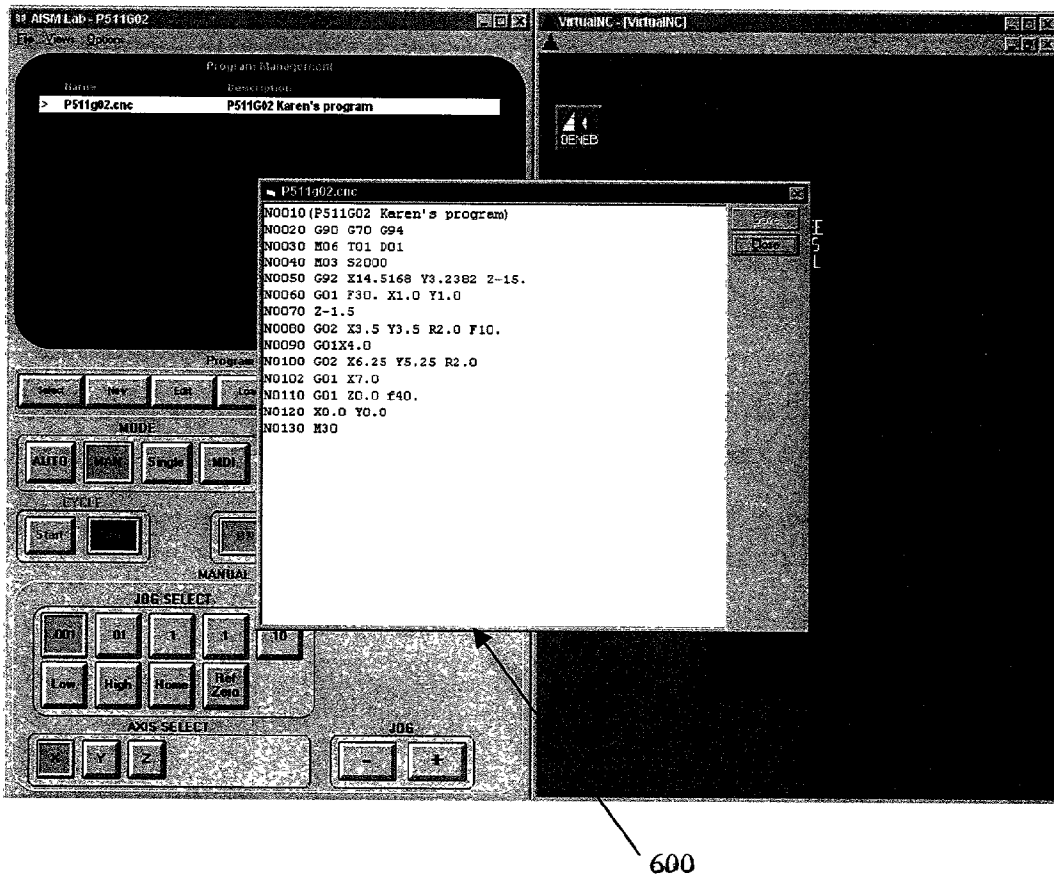 AISM Lab - P511G02
File Views Options
Program Management
Name Description
> P511g02.cnc P511G02 Karen's program
Program
Select New Edit
MODE
AUTO MAN Single MDI
CYCLE
Start
MANUAL
JOG SELECT
.001 .01 .1 1 10
Low High Home Ref Zero
AXIS SELECT
X Y Z
JOG
- +
VirtualNC - [VirtualNC]
DENEB
E
S
L
P511g02.cnc
N0010(P511G02 Karen's program)
N0020 G90 G70 G94
N0030 M06 T01 D01
N0040 M03 S2000
N0050 G92 X14.5168 Y3.2382 Z-15.
N0060 G01 F30. X1.0 Y1.0
N0070 Z-1.5
N0080 G02 X3.5 Y3.5 R2.0 F10.
N0090 G01X4.0
N0100 G02 X6.25 Y5.25 R2.0
N0102 G01 X7.0
N0110 G01 Z0.0 f40.
N0120 X0.0 Y0.0
N0130 M30
Save
Close
600